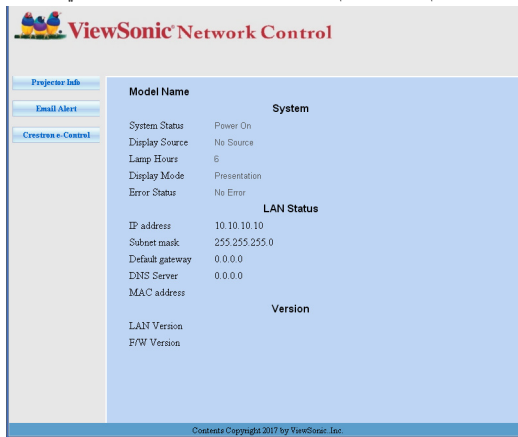 ViewSonic® Network Control
Projector Info
Email Alert
Crestron e-Control
Model Name
System
System Status Power On
Display Source No Source
Lamp Hours 6
Display Mode Presentation
Error Status No Error
LAN Status
IP address 10.10.10.10
Subnet mask 255.255.255.0
Default gateway 0.0.0.0
DNS Server 0.0.0.0
MAC address
Version
LAN Version
F/W Version
Contents Copyright 2017 by ViewSonic. Inc.